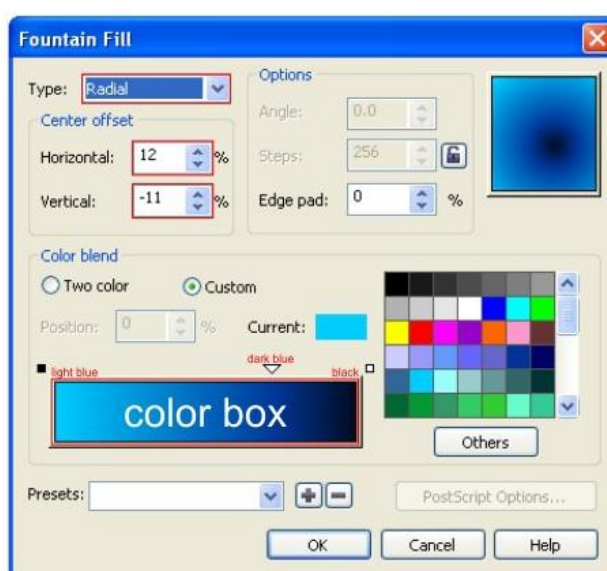 Fountain Fill
Type: Radial
Options
Angle: 0.0
Center offset
Horizontal: 12 %
Steps: 256
Vertical: -11 %
Edge pad: 0 %
Color blend
Two color
Custom
Position: 0 %
Current:
light blue
dark blue
black
color box
Others
Presets:
PostScript Options...
OK
Cancel
Help